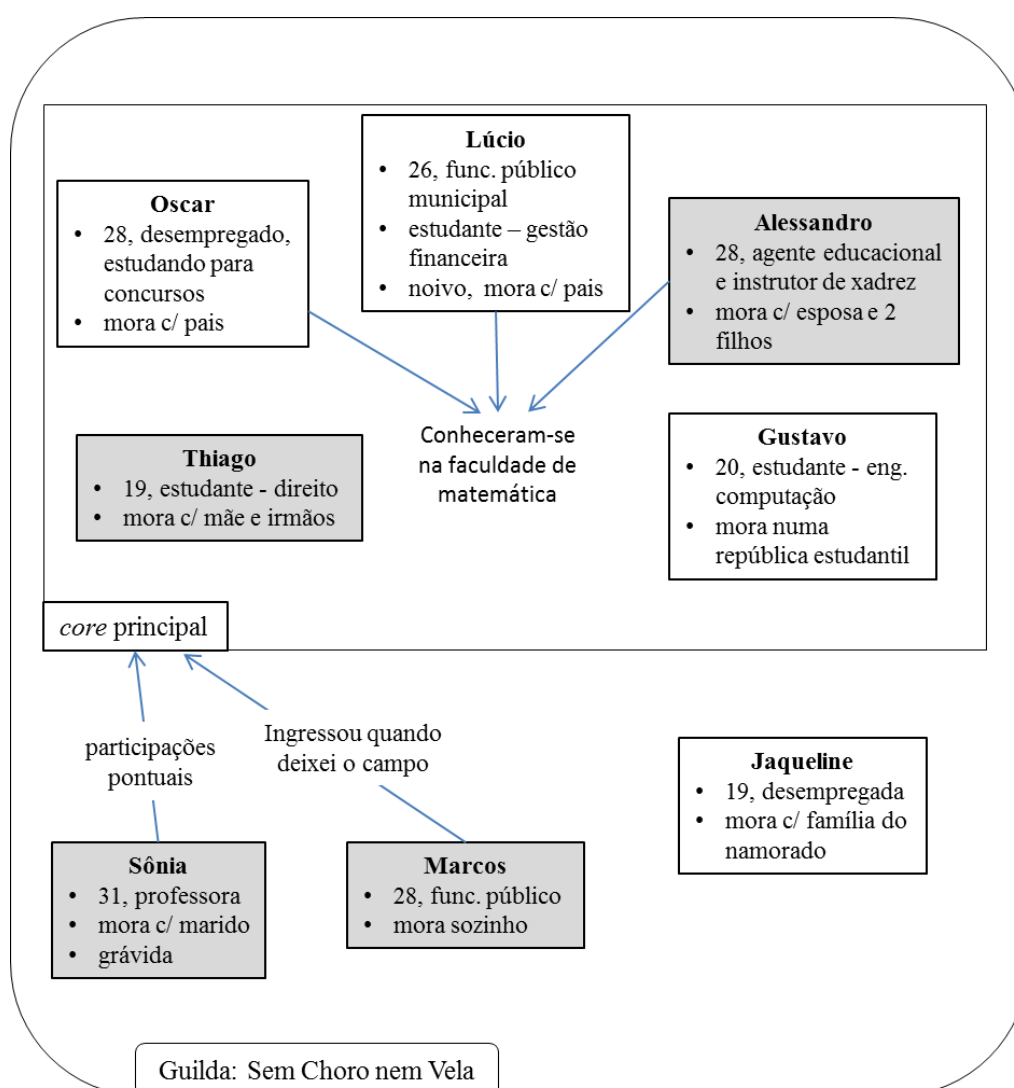 Lúcio
• 26, func. público
municipal
• estudante – gestão
financeira
• noivo, mora c/ pais
Oscar
• 28, desempregado,
estudando para
concursos
• mora c/ pais
Alessandro
• 28, agente educacional
e instrutor de xadrez
• mora c/ esposa e 2
filhos
Conheceram-se
na faculdade de
matemática
Thiago
• 19, estudante - direito
• mora c/ mãe e irmãos
Gustavo
• 20, estudante - eng.
computação
• mora numa
república estudantil
core principal
participações
pontuais
Ingressou quando
deixei o campo
Jaqueline
• 19, desempregada
• mora c/ família do
namorado
Sônia
• 31, professora
• mora c/ marido
• grávida
Marcos
• 28, func. público
• mora sozinho
Guilda: Sem Choro nem Vela